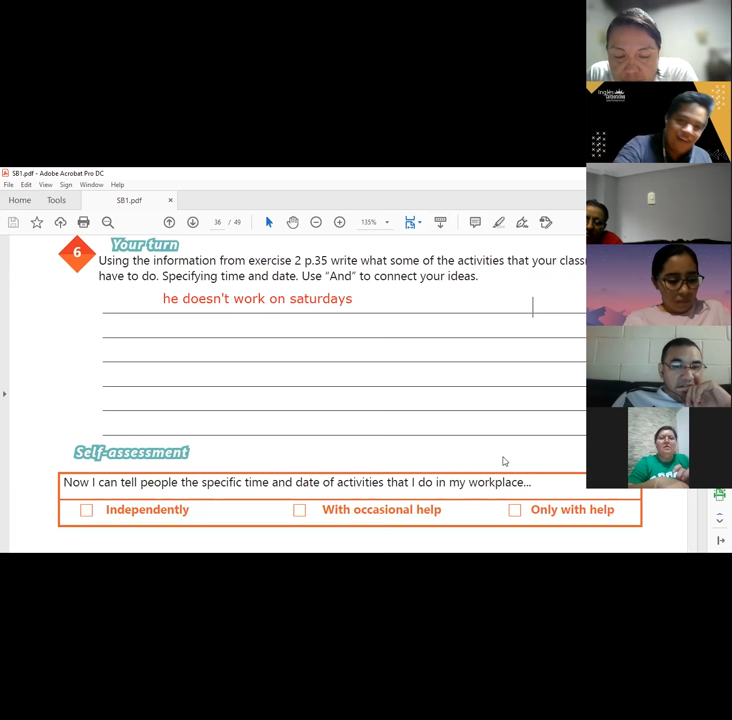 SB1.pdf - Adobe Acrobat Pro DC
File Edit View Sign Window Help
Home Tools SB1.pdf ×
36 / 49 135%
6 Your turn
Using the information from exercise 2 p.35 write what some of the activities that your
have to do. Specifying time and date. Use “And” to connect your ideas.
he doesn't work on saturdays
Self-assessment
Now I can tell people the specific time and date of activities that I do in my workplace...
Independently With occasional help Only with help
Inglés